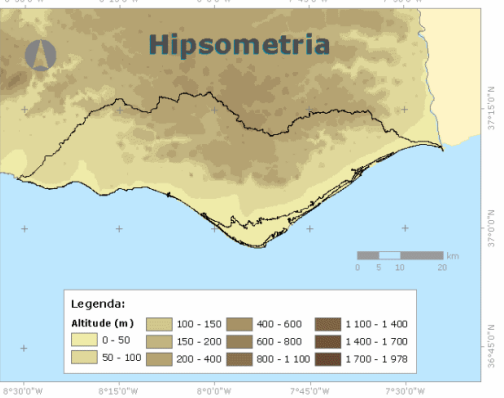 Hipsometria
37°15'0"N
37°0'0"N
36°45'0"N
km
0 5 10 20
Legenda:
Altitude (m)
0 - 50
50 - 100
100 - 150
150 - 200
200 - 400
400 - 600
600 - 800
800 - 1 100
1 100 - 1 400
1 400 - 1 700
1 700 - 1 978
8°30'0"W 8°15'0"W 8°0'0"W 7°45'0"W 7°30'0"W